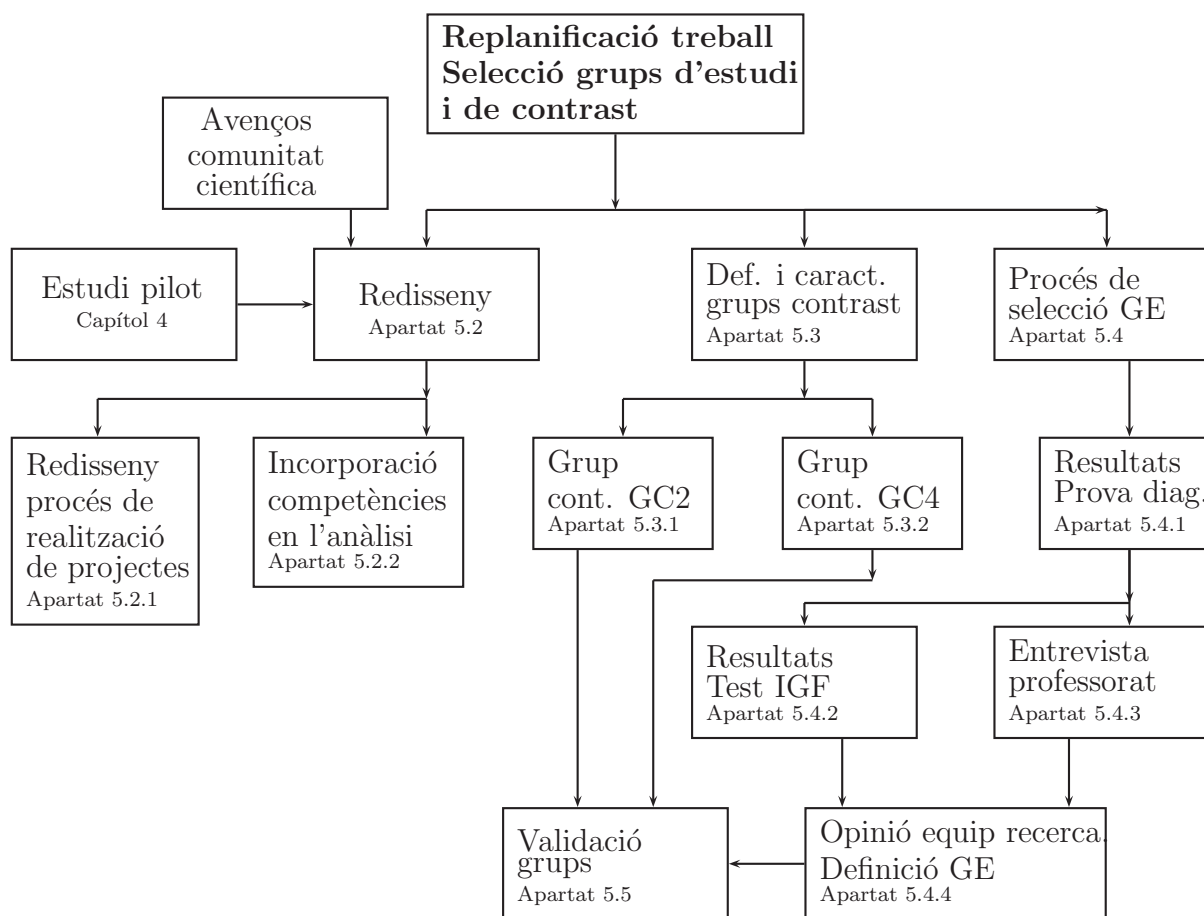 Replanificació treball
Selecció grups d'estudi
i de contrast
Avenços
comunitat
científica
Estudi pilot
Capítol 4
Redisseny
Apartat 5.2
Def. i caract.
grups contrast
Apartat 5.3
Procés de
selecció GE
Apartat 5.4
Redisseny
procés de
realització
de projectes
Apartat 5.2.1
Incorporació
competències
en l'anàlisi
Apartat 5.2.2
Grup
cont. GC2
Apartat 5.3.1
Grup
cont. GC4
Apartat 5.3.2
Resultats
Prova diag.
Apartat 5.4.1
Resultats
Test IGF
Apartat 5.4.2
Entrevista
professorat
Apartat 5.4.3
Validació
grups
Apartat 5.5
Opinió equip recerca.
Definició GE
Apartat 5.4.4